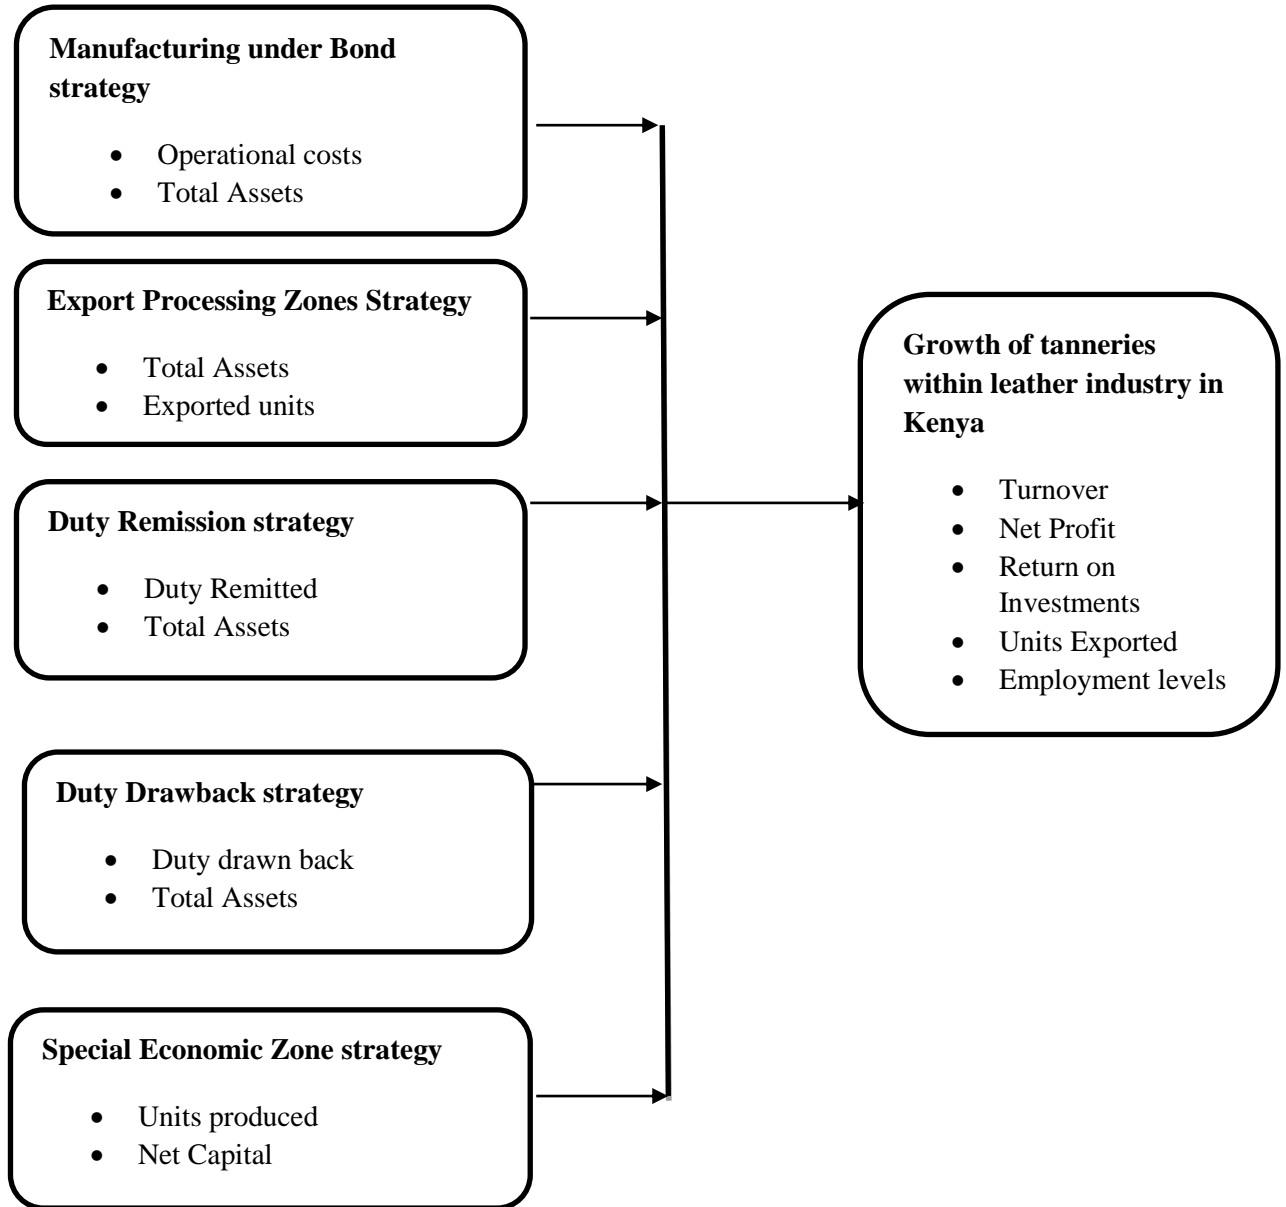 Manufacturing under Bond
strategy
• Operational costs
• Total Assets
Export Processing Zones Strategy
• Total Assets
• Exported units
Duty Remission strategy
• Duty Remitted
• Total Assets
Duty Drawback strategy
• Duty drawn back
• Total Assets
Special Economic Zone strategy
• Units produced
• Net Capital
Growth of tanneries
within leather industry in
Kenya
• Turnover
• Net Profit
• Return on
Investments
• Units Exported
• Employment levels